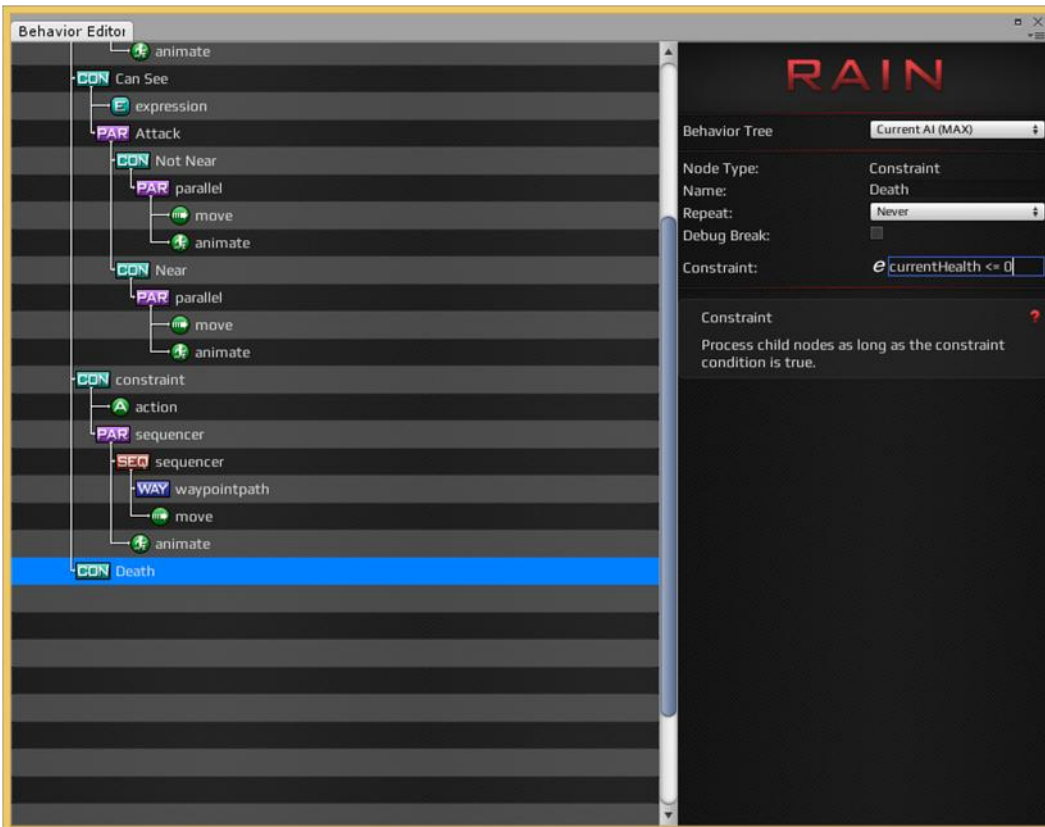 Behavior Editor
animate
CON Can See
E expression
PAR Attack
CON Not Near
PAR parallel
move
animate
CON Near
PAR parallel
move
animate
CON constraint
A action
PAR sequencer
SEQ sequencer
WAY waypointpath
move
animate
CON Death
RAIN
Behavior Tree Current AI (MAX)
Node Type: Constraint
Name: Death
Repeat: Never
Debug Break:
Constraint: e currentHealth <= 0
Constraint ?
Process child nodes as long as the constraint
condition is true.